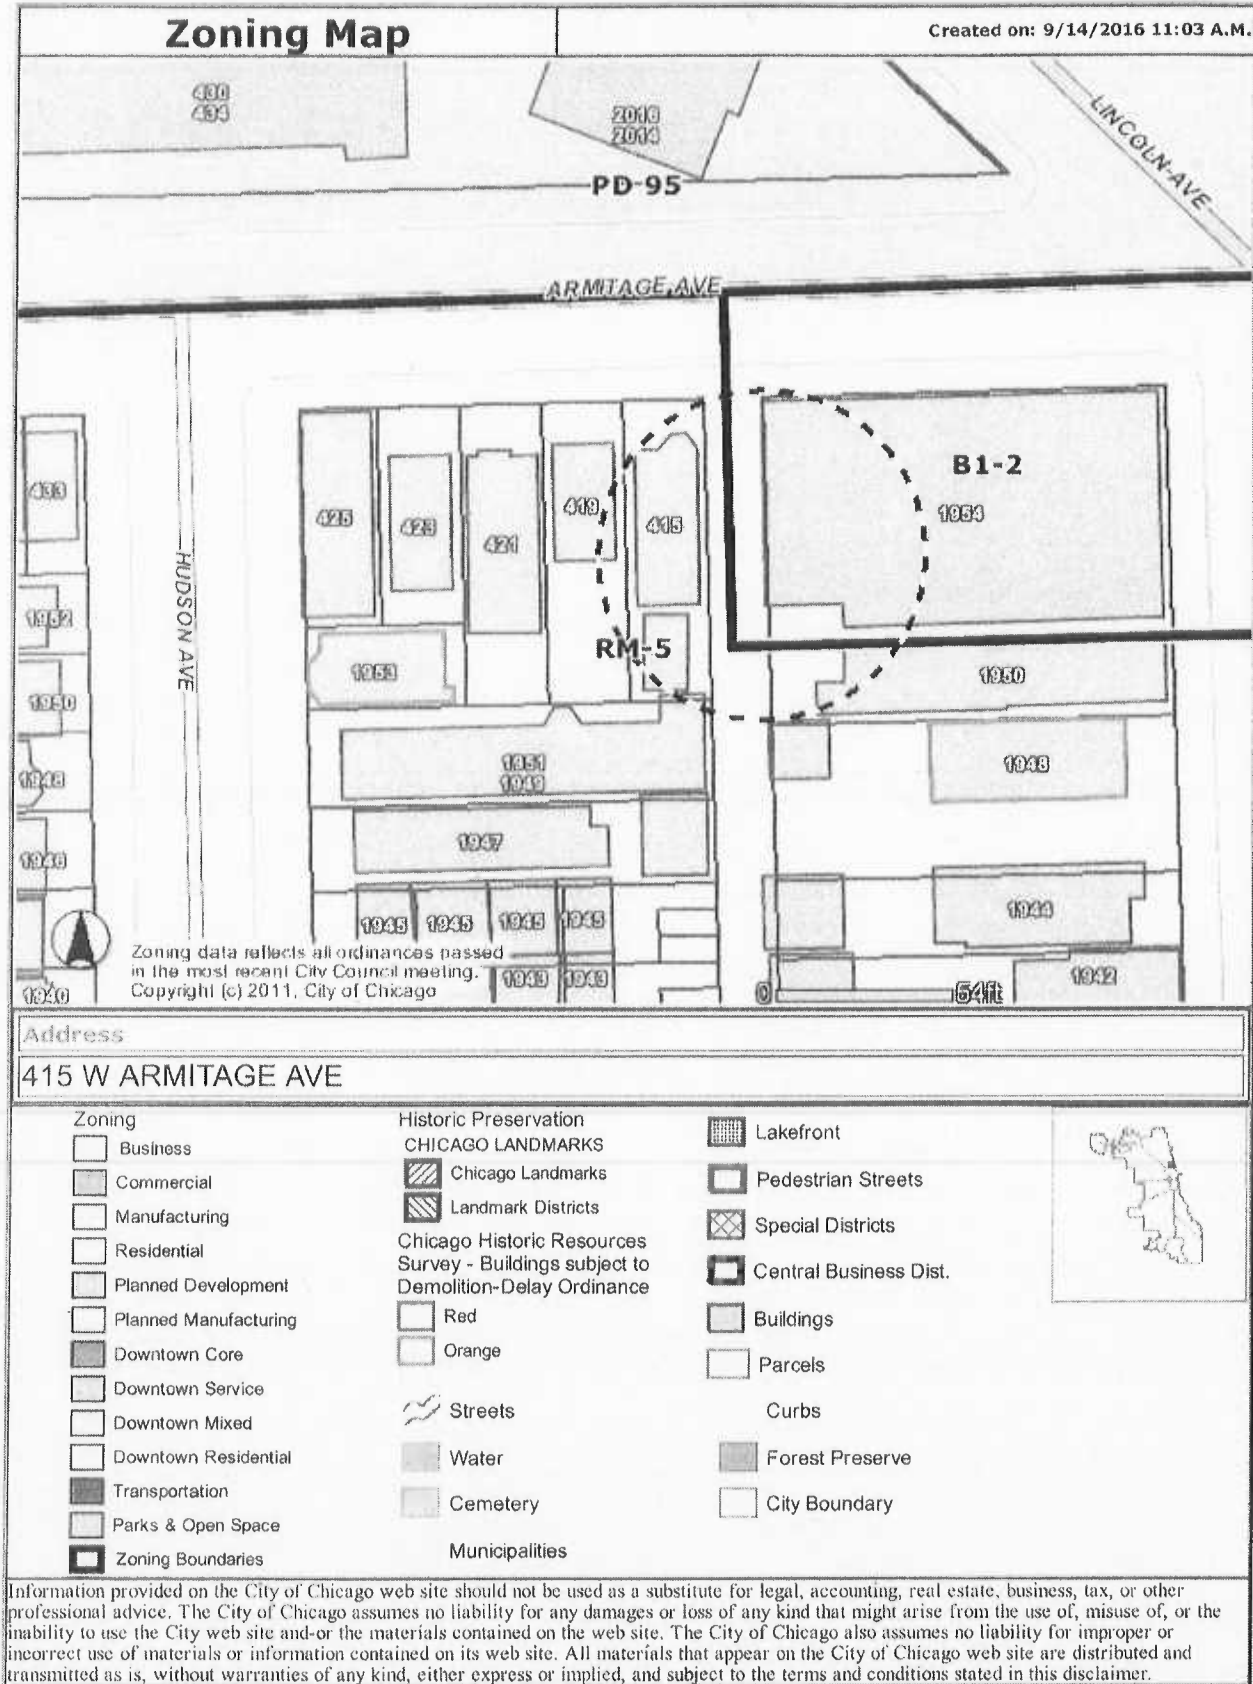 Zoning Map
Created on: 9/14/2016 11:03 A.M.
430
434
2016
2014
LINCOLN-AVE
PD-95
ARMITAGE AVE
HUDSON AVE
433
425
423
421
419
415
B1-2
1954
1952
1953
RM-5
1950
1950
1951
1949
1948
1948
1947
1946
1945
1945
1945
1945
1944
1943
1943
1942
1940
Zoning data reflects all ordinances passed
in the most recent City Council meeting.
Copyright (c) 2011, City of Chicago
0
54ft
Address
415 W ARMITAGE AVE
Zoning
Business
Commercial
Manufacturing
Residential
Planned Development
Planned Manufacturing
Downtown Core
Downtown Service
Downtown Mixed
Downtown Residential
Transportation
Parks & Open Space
Zoning Boundaries
Historic Preservation
CHICAGO LANDMARKS
Chicago Landmarks
Landmark Districts
Chicago Historic Resources
Survey - Buildings subject to
Demolition-Delay Ordinance
Red
Orange
Streets
Water
Cemetery
Municipalities
Lakefront
Pedestrian Streets
Special Districts
Central Business Dist.
Buildings
Parcels
Curbs
Forest Preserve
City Boundary
Information provided on the City of Chicago web site should not be used as a substitute for legal, accounting, real estate, business, tax, or other
professional advice. The City of Chicago assumes no liability for any damages or loss of any kind that might arise from the use of, misuse of, or the
inability to use the City web site and-or the materials contained on the web site. The City of Chicago also assumes no liability for improper or
incorrect use of materials or information contained on its web site. All materials that appear on the City of Chicago web site are distributed and
transmitted as is, without warranties of any kind, either express or implied, and subject to the terms and conditions stated in this disclaimer.